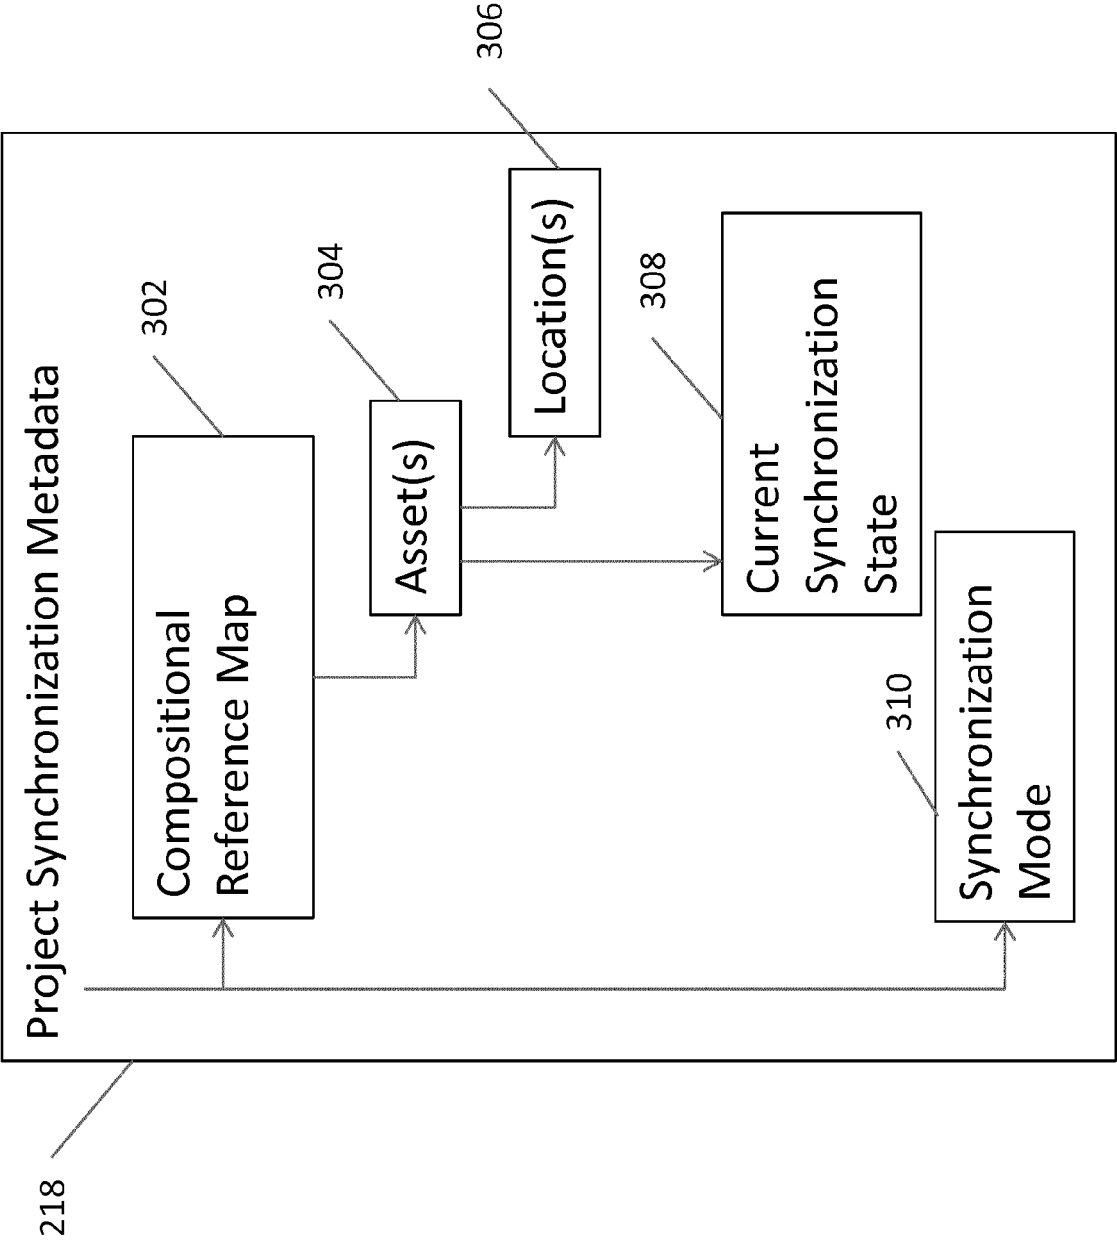 Project Synchronization Metadata
218
Compositional
Reference Map
302
Asset(s)
304
Location(s)
306
Current
Synchronization
State
308
Synchronization
Mode
310